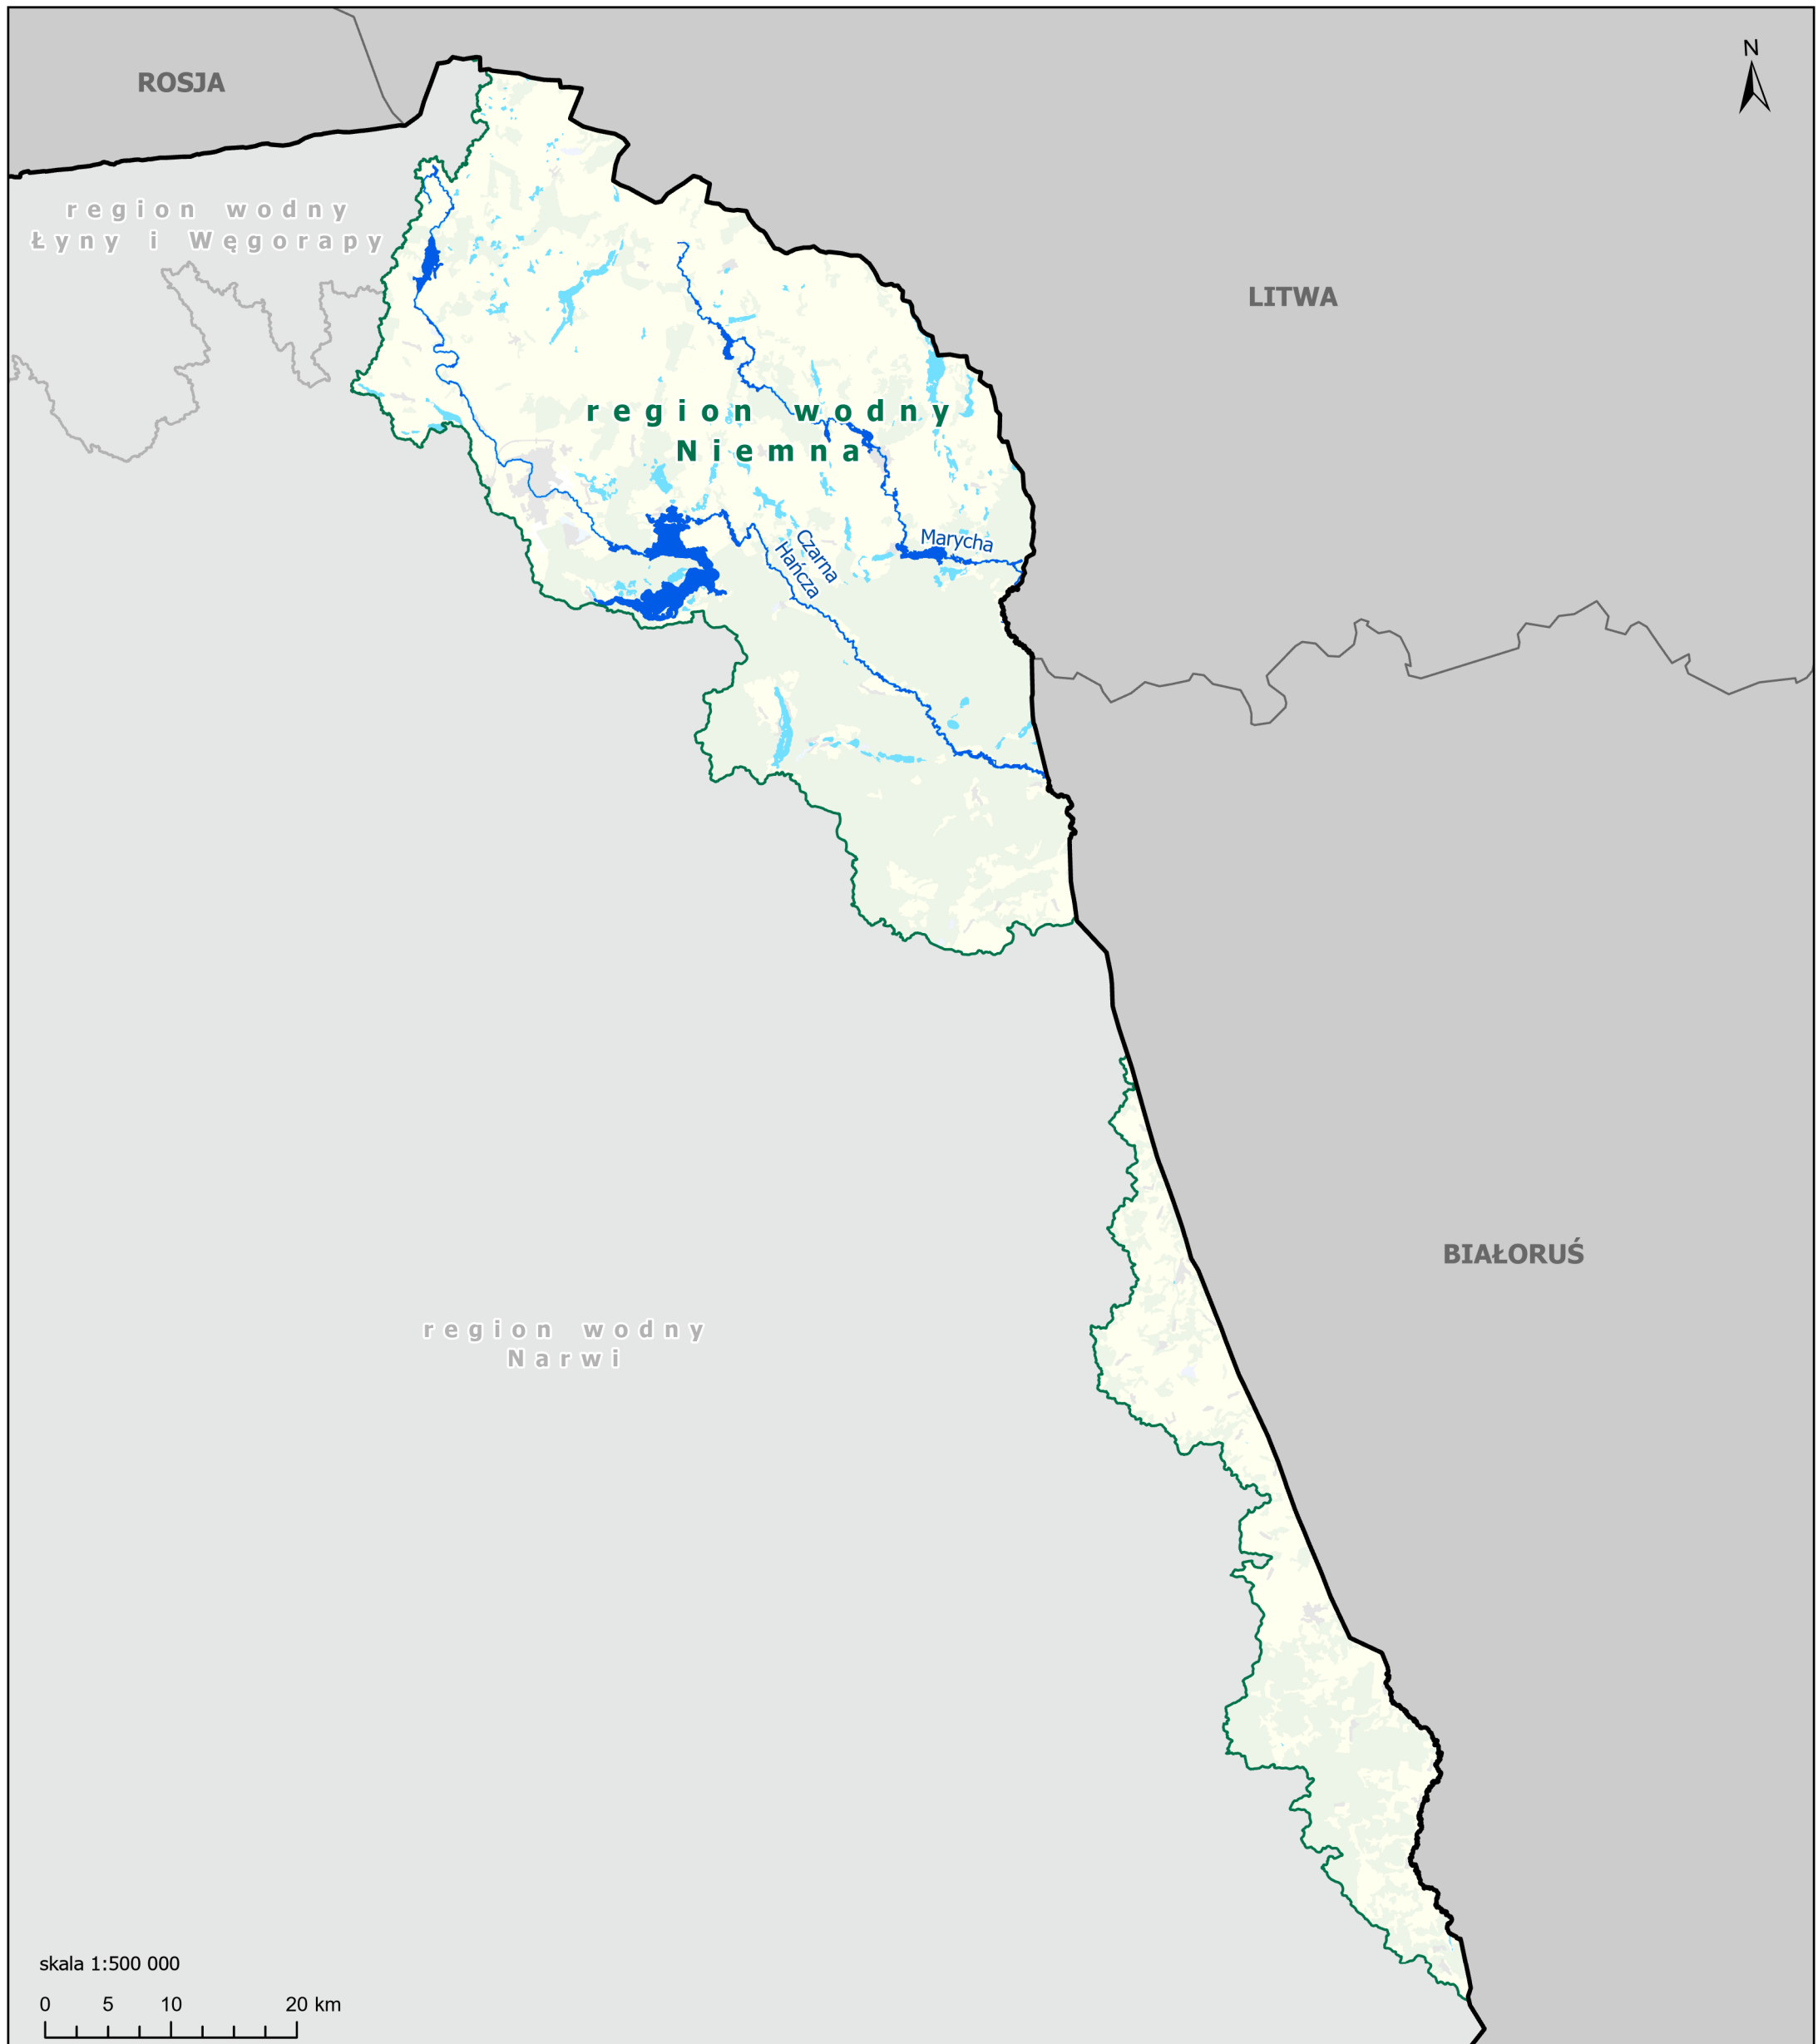 N
ROSJA
region wodny
Łyny i Węgorapy
LITWA
region wodny
Niemna
Marycha
Czarna
Hańcza
BIAŁORUŚ
region wodny
Narwi
skala 1:500 000
0 5 10 20 km